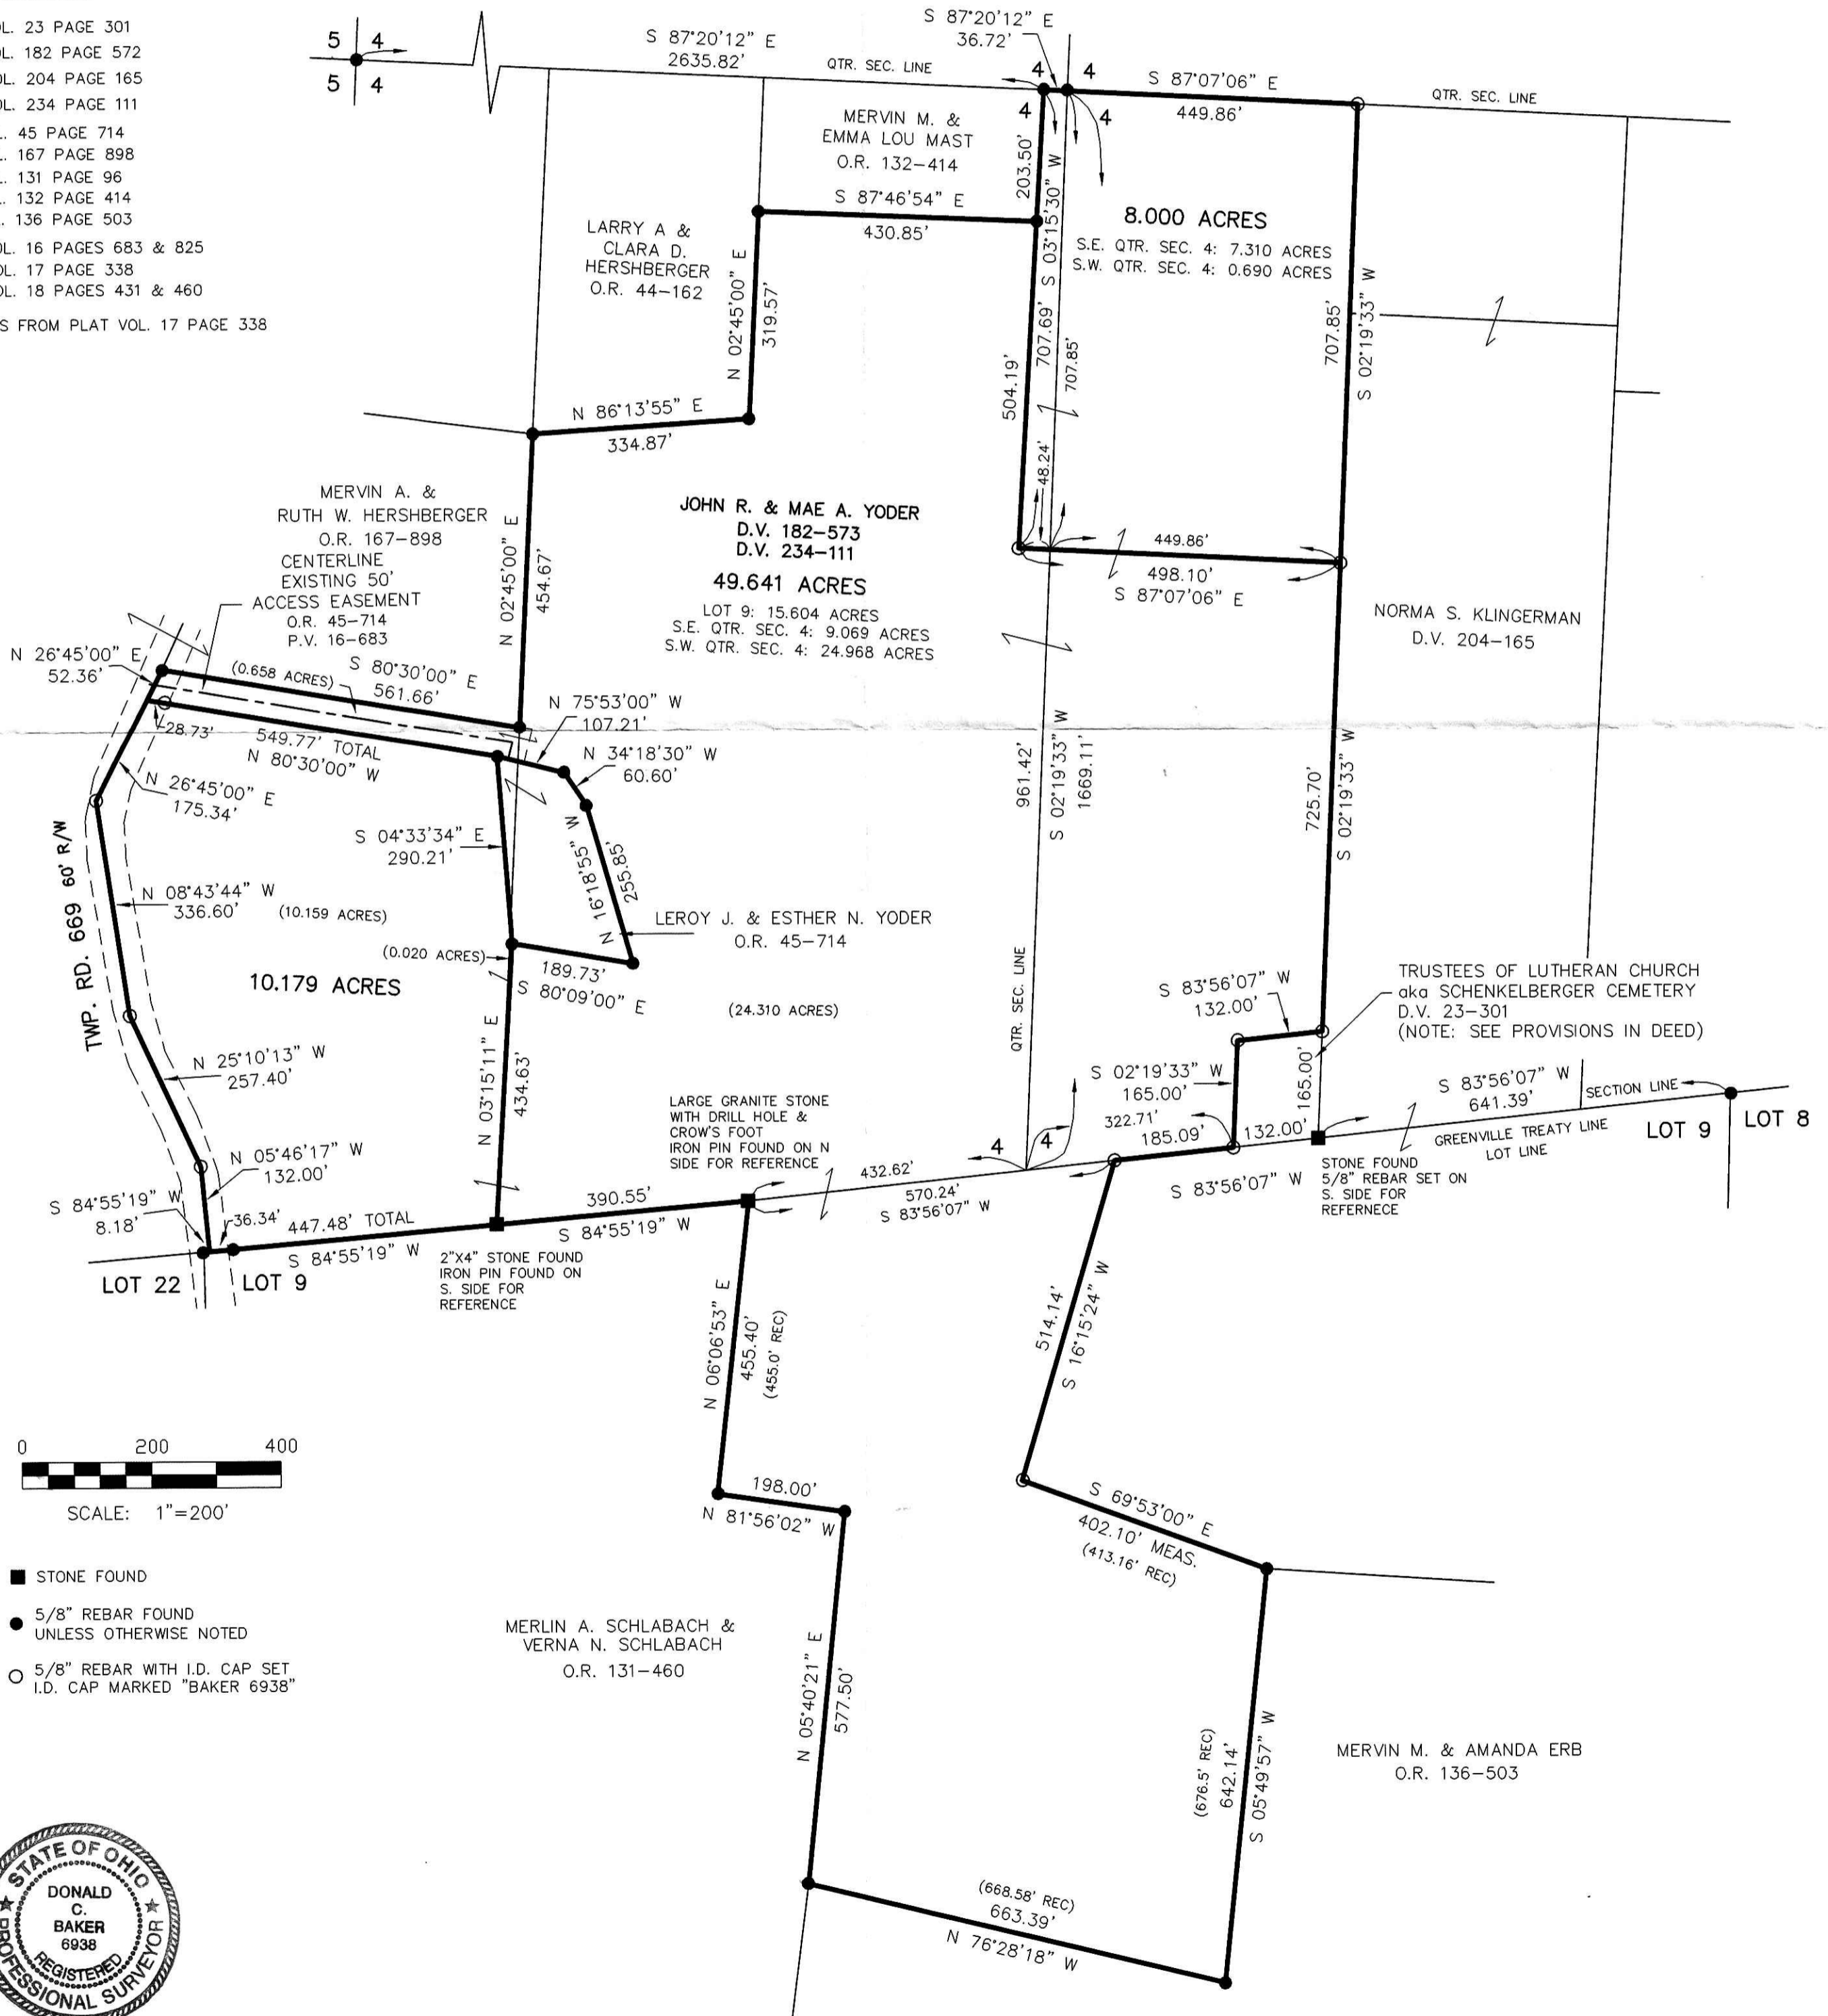 VOL. 23 PAGE 301
VOL. 182 PAGE 572
VOL. 204 PAGE 165
VOL. 234 PAGE 111
45 PAGE 714
167 PAGE 898
131 PAGE 96
132 PAGE 414
136 PAGE 503
VOL. 16 PAGES 683 & 825
VOL. 17 PAGE 338
VOL. 18 PAGES 431 & 460
FROM PLAT VOL. 17 PAGE 338
5 4
5 4
S 87°20'12" E
2635.82'
QTR. SEC. LINE
S 87°20'12" E
36.72'
4 4
4 4
S 87°07'06" E
449.86'
QTR. SEC. LINE
MERVIN M. &
EMMA LOU MAST
O.R. 132-414
203.50'
S 03°15'30" W
707.69'
S 87°46'54" E
430.85'
8.000 ACRES
S.E. QTR. SEC. 4: 7.310 ACRES
S.W. QTR. SEC. 4: 0.690 ACRES
LARRY A &
CLARA D.
HERSHBERGER
O.R. 44-162
N 02°45'00" E
319.57'
707.85'
S 02°19'33" W
504.19'
707.85'
48.24'
N 86°13'55" E
334.87'
MERVIN A. &
RUTH W. HERSHBERGER
O.R. 167-898
CENTERLINE
EXISTING 50'
ACCESS EASEMENT
O.R. 45-714
P.V. 16-683
N 02°45'00" E
454.67'
JOHN R. & MAE A. YODER
D.V. 182-573
D.V. 234-111
49.641 ACRES
LOT 9: 15.604 ACRES
S.E. QTR. SEC. 4: 9.069 ACRES
S.W. QTR. SEC. 4: 24.968 ACRES
449.86'
498.10'
S 87°07'06" E
NORMA S. KLINGERMAN
D.V. 204-165
N 26°45'00" E
52.36'
(0.658 ACRES)
S 80°30'00" E
561.66'
28.73'
549.77' TOTAL
N 80°30'00" W
N 75°53'00" W
107.21'
N 34°18'30" W
60.60'
N 26°45'00" E
175.34'
S 04°33'34" E
290.21'
N 16°18'55" W
255.85'
961.42'
S 02°19'33" W
1669.11'
725.70'
S 02°19'33" W
TWP. RD. 669 60' R/W
N 08°43'44" W
336.60'
(10.159 ACRES)
(0.020 ACRES)
LEROY J. & ESTHER N. YODER
O.R. 45-714
10.179 ACRES
189.73'
S 80°09'00" E
(24.310 ACRES)
QTR. SEC. LINE
S 83°56'07" W
132.00'
TRUSTEES OF LUTHERAN CHURCH
aka SCHENKELBERGER CEMETERY
D.V. 23-301
(NOTE: SEE PROVISIONS IN DEED)
N 25°10'13" W
257.40'
N 03°15'11" E
434.63'
S 02°19'33" W
165.00'
165.00'
S 83°56'07" W
641.39'
SECTION LINE
LARGE GRANITE STONE
WITH DRILL HOLE &
CROW'S FOOT
IRON PIN FOUND ON N
SIDE FOR REFERENCE
322.71'
185.09'
132.00'
GREENVILLE TREATY LINE
LOT LINE
LOT 9
LOT 8
4 4
N 05°46'17" W
132.00'
S 84°55'19" W
8.18'
36.34'
447.48' TOTAL
S 84°55'19" W
390.55'
S 84°55'19" W
432.62'
570.24'
S 83°56'07" W
S 83°56'07" W
STONE FOUND
5/8" REBAR SET ON
S. SIDE FOR
REFERNECE
LOT 22
LOT 9
2"X4" STONE FOUND
IRON PIN FOUND ON
S. SIDE FOR
REFERENCE
N 06°06'53" E
455.40'
(455.0' REC)
514.14'
S 16°15'24" W
0 200 400
SCALE: 1"=200'
198.00'
N 81°56'02" W
S 69°53'00" E
402.10' MEAS.
(413.16' REC)
STONE FOUND
5/8" REBAR FOUND
UNLESS OTHERWISE NOTED
5/8" REBAR WITH I.D. CAP SET
I.D. CAP MARKED "BAKER 6938"
MERLIN A. SCHLABACH &
VERNA N. SCHLABACH
O.R. 131-460
N 05°40'21" E
577.50'
(676.5' REC)
642.14'
S 05°49'57" W
MERVIN M. & AMANDA ERB
O.R. 136-503
(668.58' REC)
663.39'
N 76°28'18" W
STATE OF OHIO
DONALD
C.
BAKER
6938
REGISTERED
PROFESSIONAL SURVEYOR